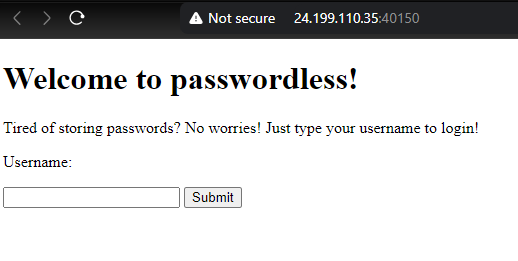 Not secure 24.199.110.35:40150
Welcome to passwordless!
Tired of storing passwords? No worries! Just type your username to login!
Username:
Submit